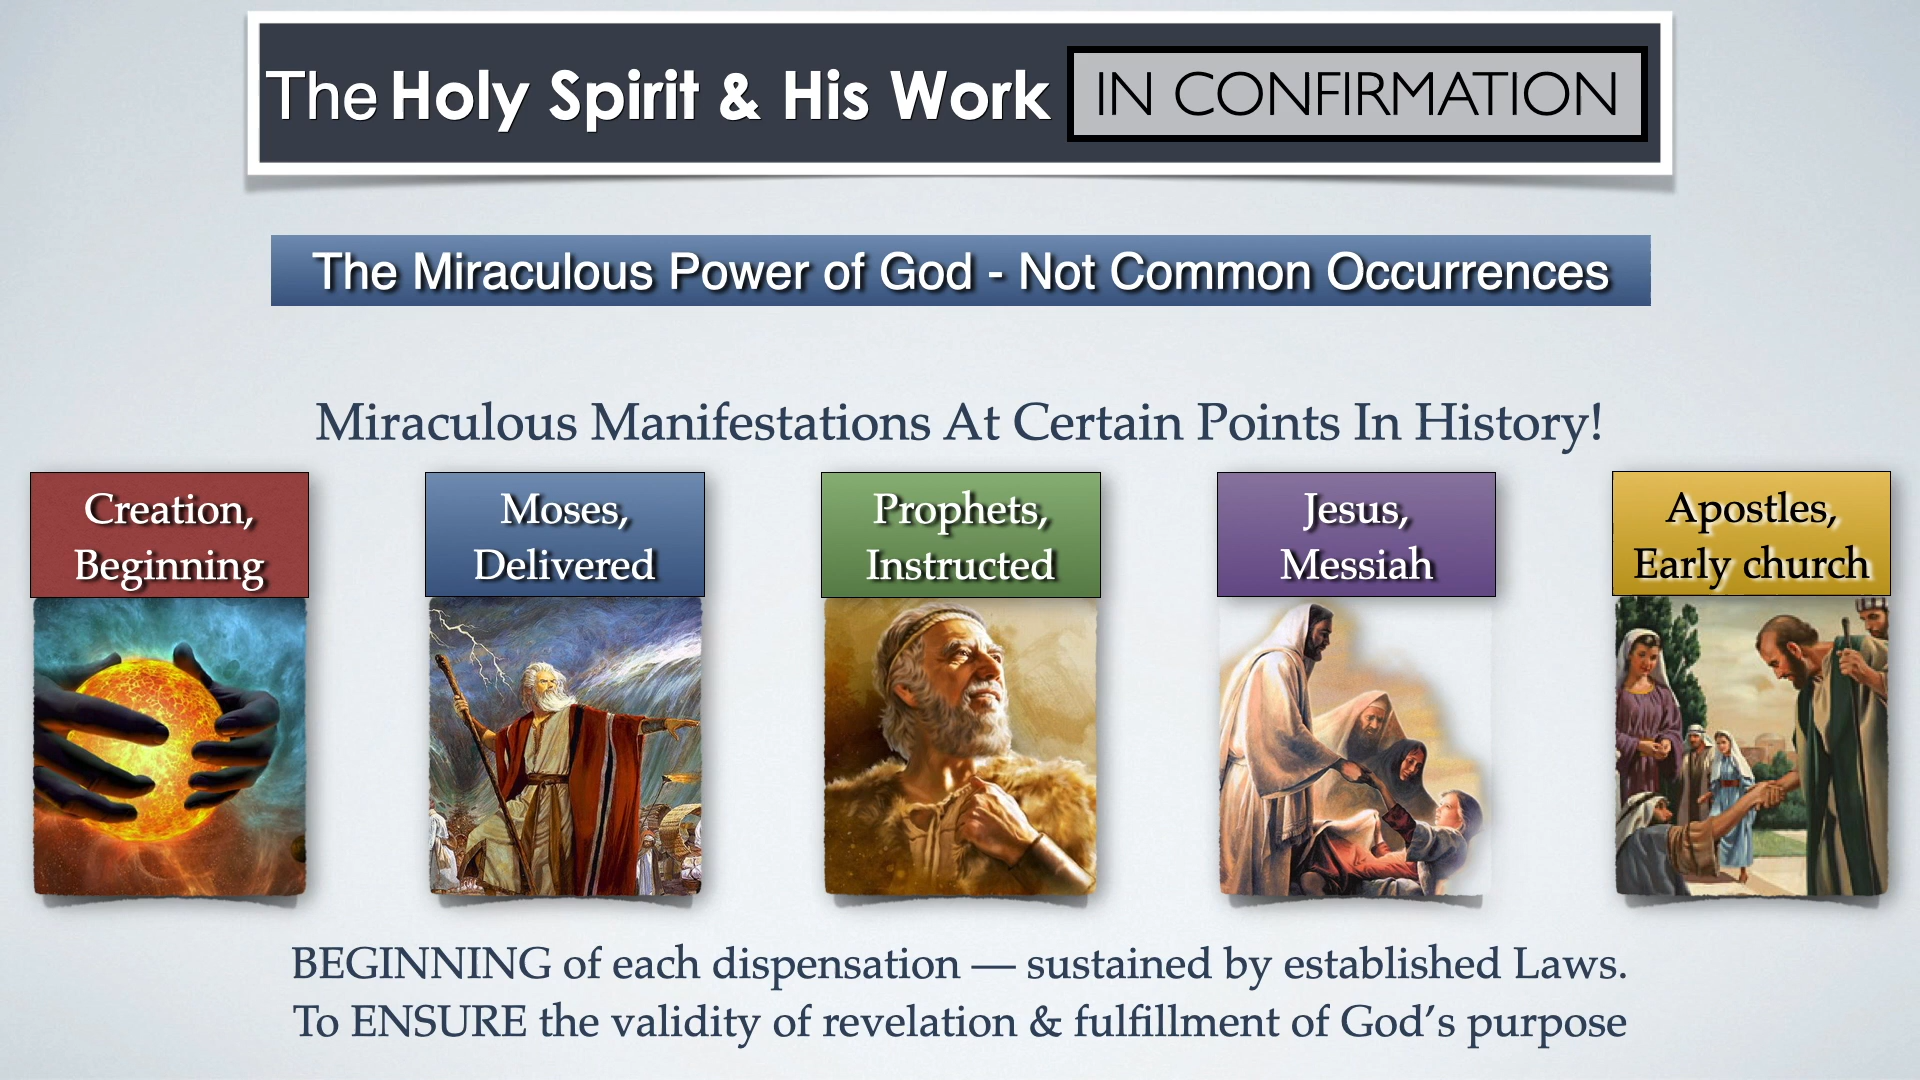 The Holy Spirit & His Work IN CONFIRMATION
The Miraculous Power of God - Not Common Occurrences
Miraculous Manifestations At Certain Points In History!
Creation,
Beginning
Moses,
Delivered
Prophets,
Instructed
Jesus,
Messiah
Apostles,
Early church
BEGINNING of each dispensation — sustained by established Laws.
To ENSURE the validity of revelation & fulfillment of God’s purpose